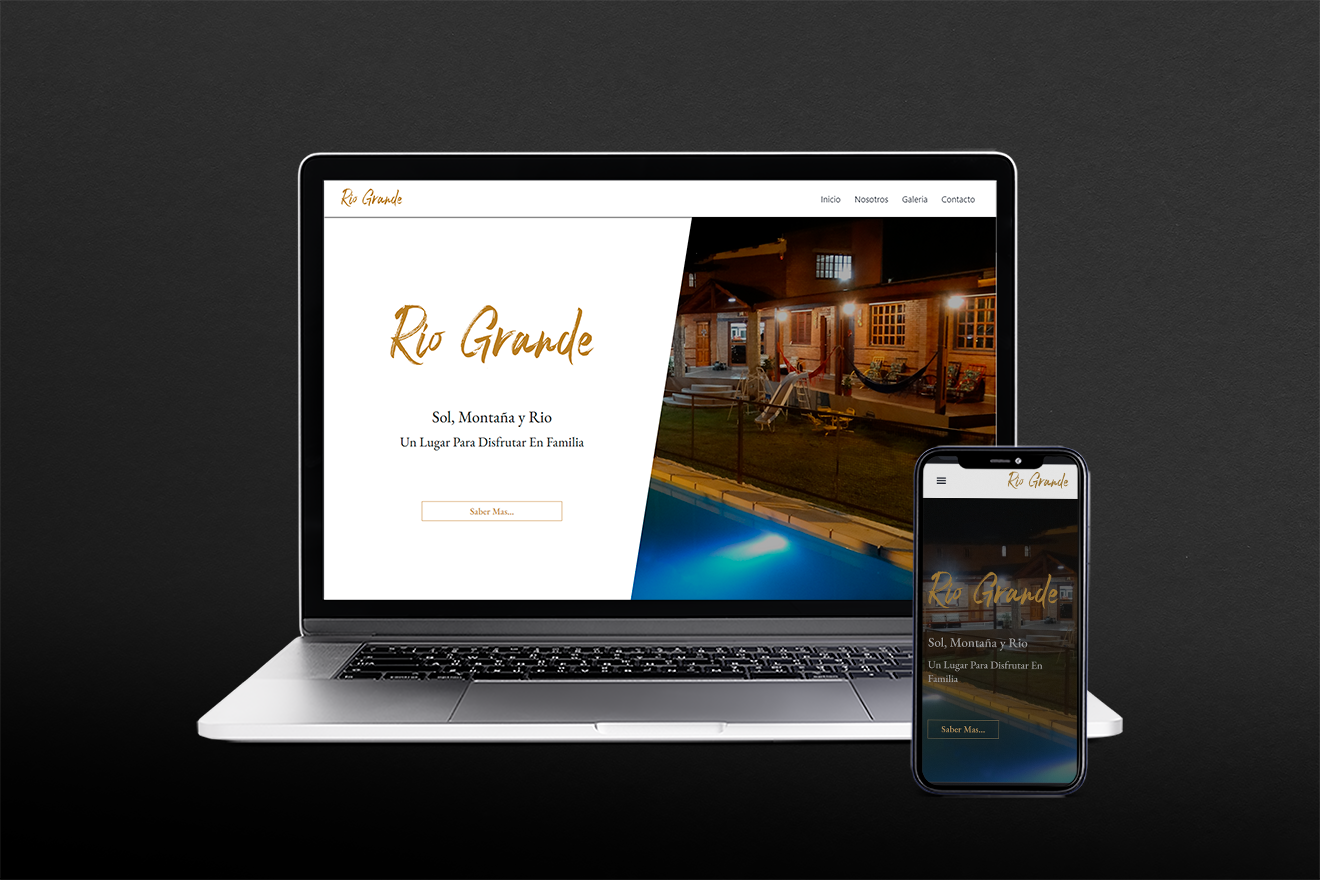 Rio Grande
Inicio Nosotros Galeria Contacto
Rio Grande
Sol, Montaña y Rio
Un Lugar Para Disfrutar En Familia
Saber Mas...
Rio Grande
Rio Grande
Sol, Montaña y Rio
Un Lugar Para Disfrutar En
Familia
Saber Mas...